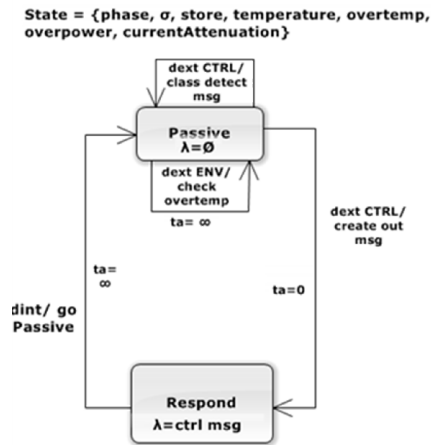 State = {phase, σ, store, temperature, overtemp,
overpower, currentAttenuation}
dext CTRL/
class detect
msg
Passive
λ=Ø
dext ENV/
check
overtemp
ta= ∞
dext CTRL/
create out
msg
ta=
∞
ta=0
dint/ go
Passive
Respond
λ=ctrl msg